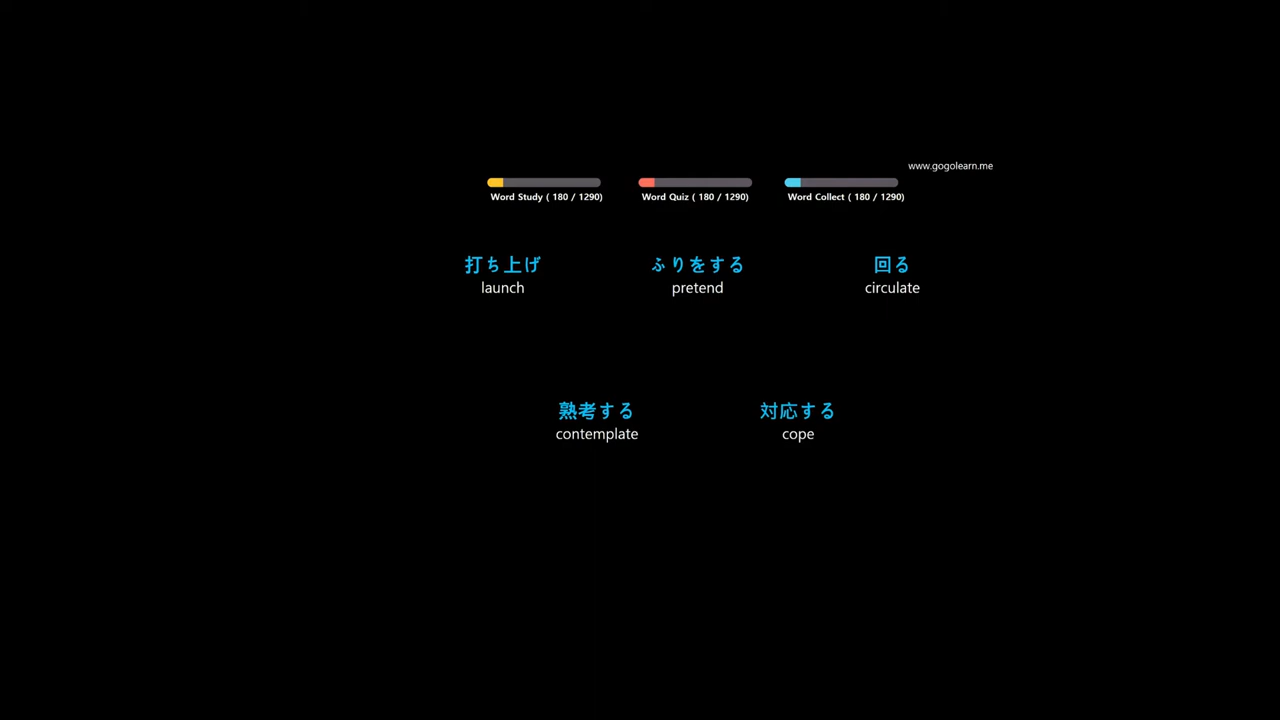 www.gogolearn.me
Word Study ( 180 / 1290)
Word Quiz ( 180 / 1290)
Word Collect ( 180 / 1290)
打ち上げ
launch
ふりをする
pretend
回る
circulate
熟考する
contemplate
対応する
cope